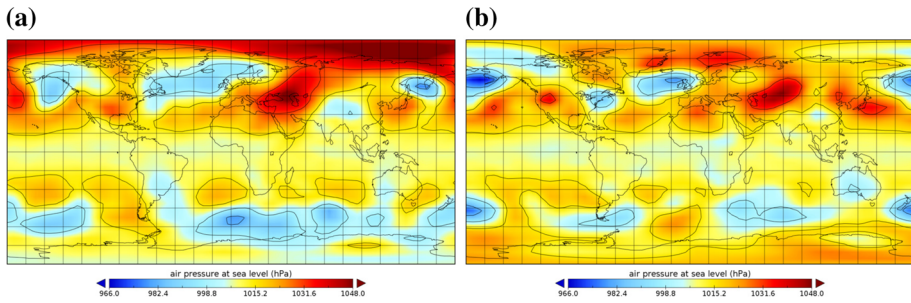 (a)
(b)
air pressure at sea level (hPa)
966.0 982.4 998.8 1015.2 1031.6 1048.0
air pressure at sea level (hPa)
966.0 982.4 998.8 1015.2 1031.6 1048.0